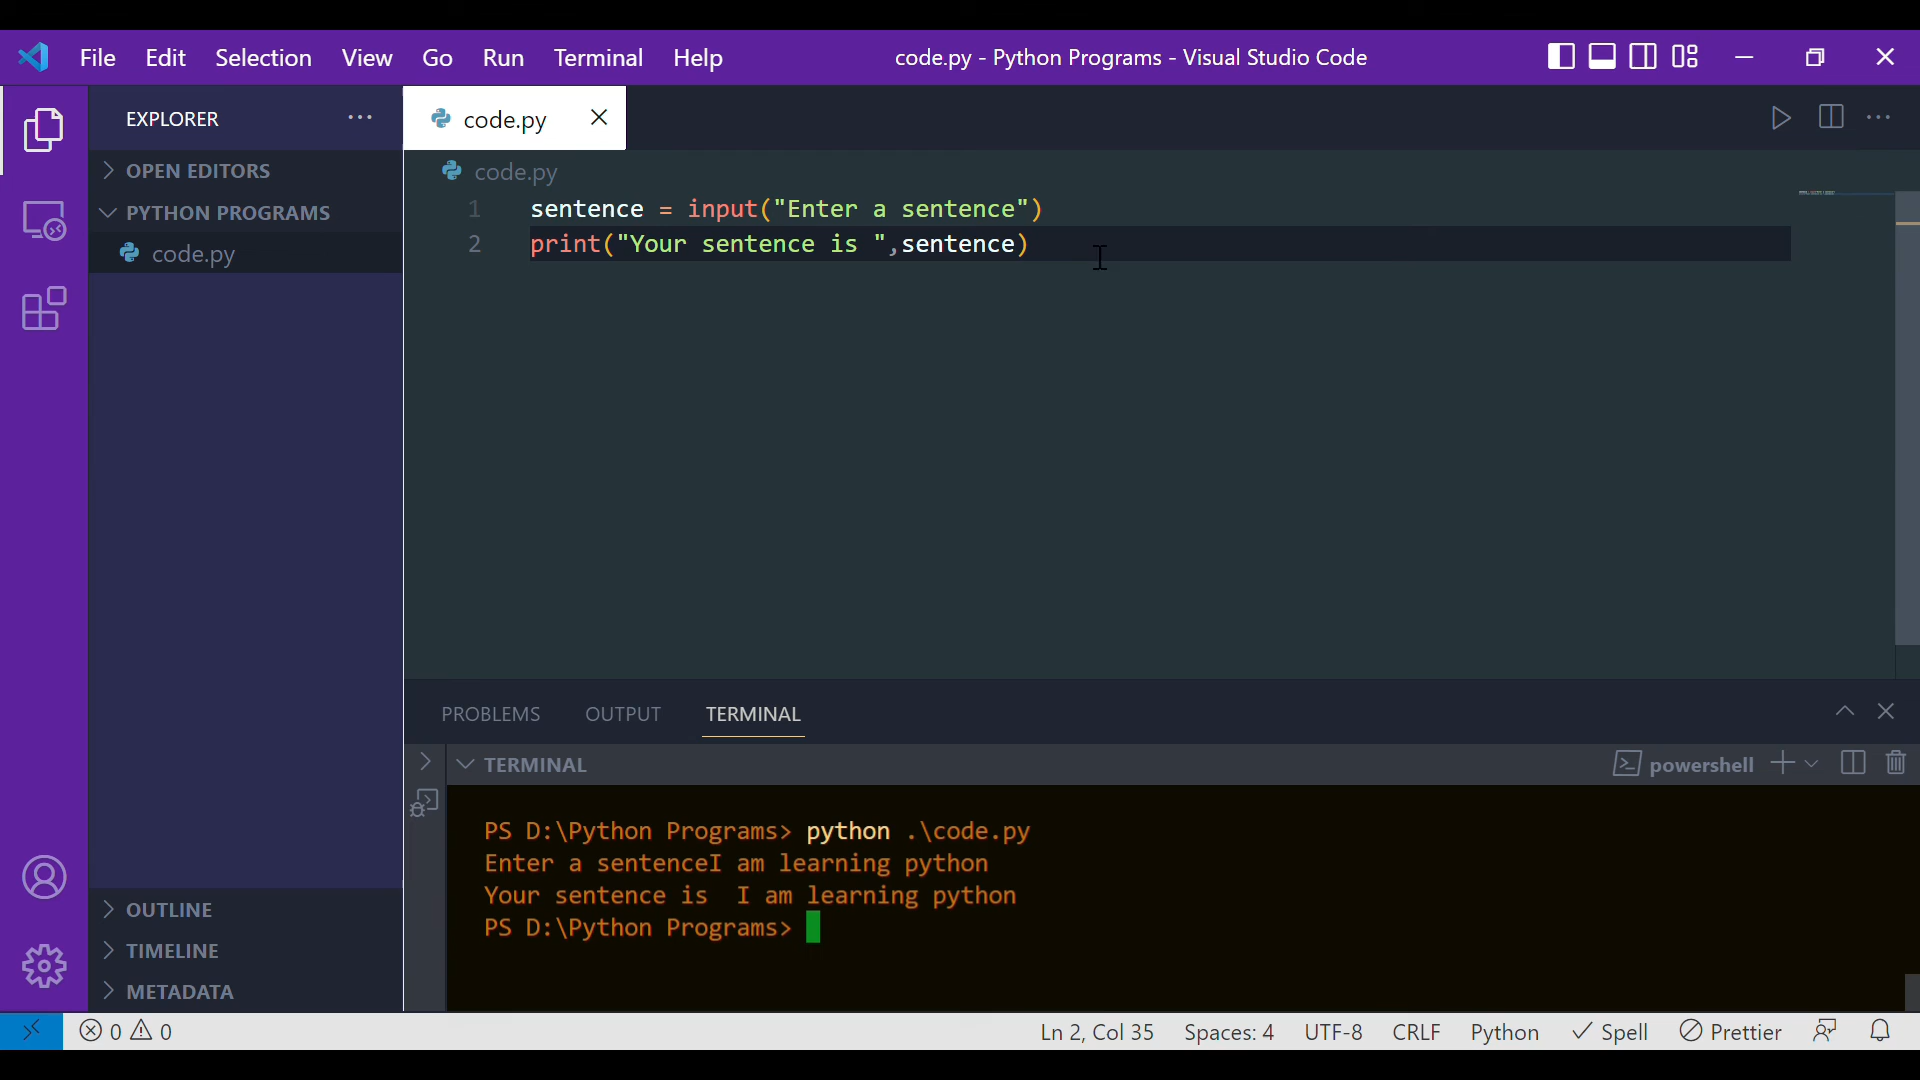 File Edit Selection View Go Run Terminal Help code.py - Python Programs - Visual Studio Code
EXPLORER
OPEN EDITORS
PYTHON PROGRAMS
code.py
OUTLINE
TIMELINE
METADATA
code.py
code.py
1 sentence = input("Enter a sentence")
2 print("Your sentence is ",sentence)
PROBLEMS OUTPUT TERMINAL
TERMINAL powershell
PS D:\Python Programs> python .\code.py
Enter a sentenceI am learning python
Your sentence is  I am learning python
PS D:\Python Programs>
0 0 Ln 2, Col 35 Spaces: 4 UTF-8 CRLF Python Spell Prettier